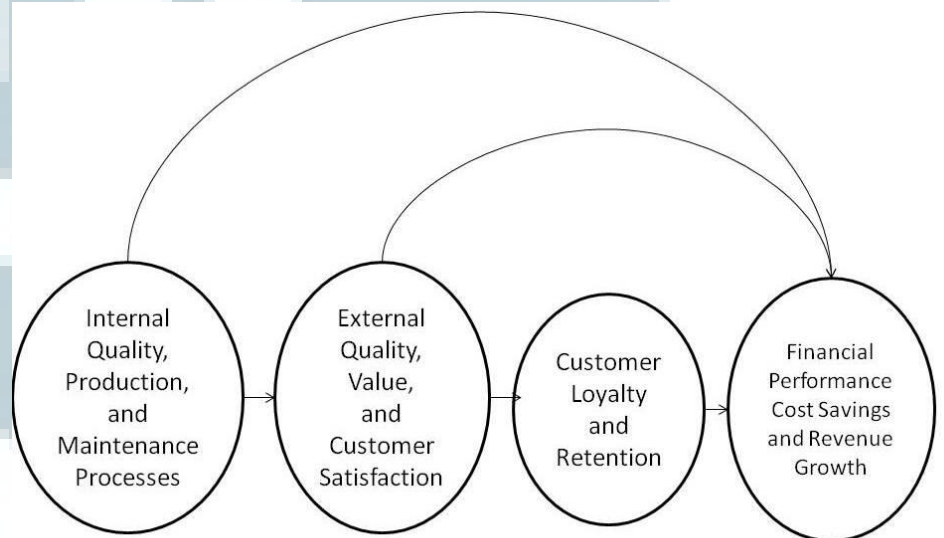 Internal
Quality,
Production,
and
Maintenance
Processes
External
Quality,
Value,
and
Customer
Satisfaction
Customer
Loyalty
and
Retention
Financial
Performance
Cost Savings
and Revenue
Growth